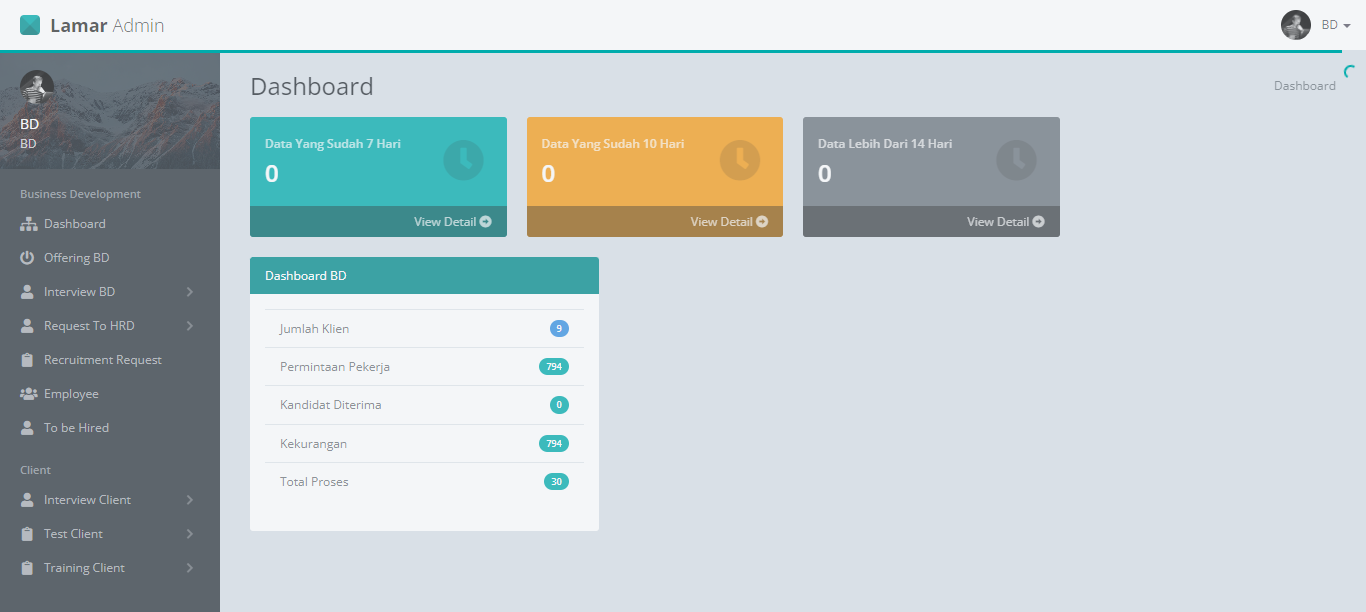 Lamar Admin
BD
BD
BD
Business Development
Dashboard
Offering BD
Interview BD
Request To HRD
Recruitment Request
Employee
To be Hired
Client
Interview Client
Test Client
Training Client
Dashboard
Dashboard
Data Yang Sudah 7 Hari
0
View Detail
Data Yang Sudah 10 Hari
0
View Detail
Data Lebih Dari 14 Hari
0
View Detail
Dashboard BD
Jumlah Klien 9
Permintaan Pekerja 794
Kandidat Diterima 0
Kekurangan 794
Total Proses 30